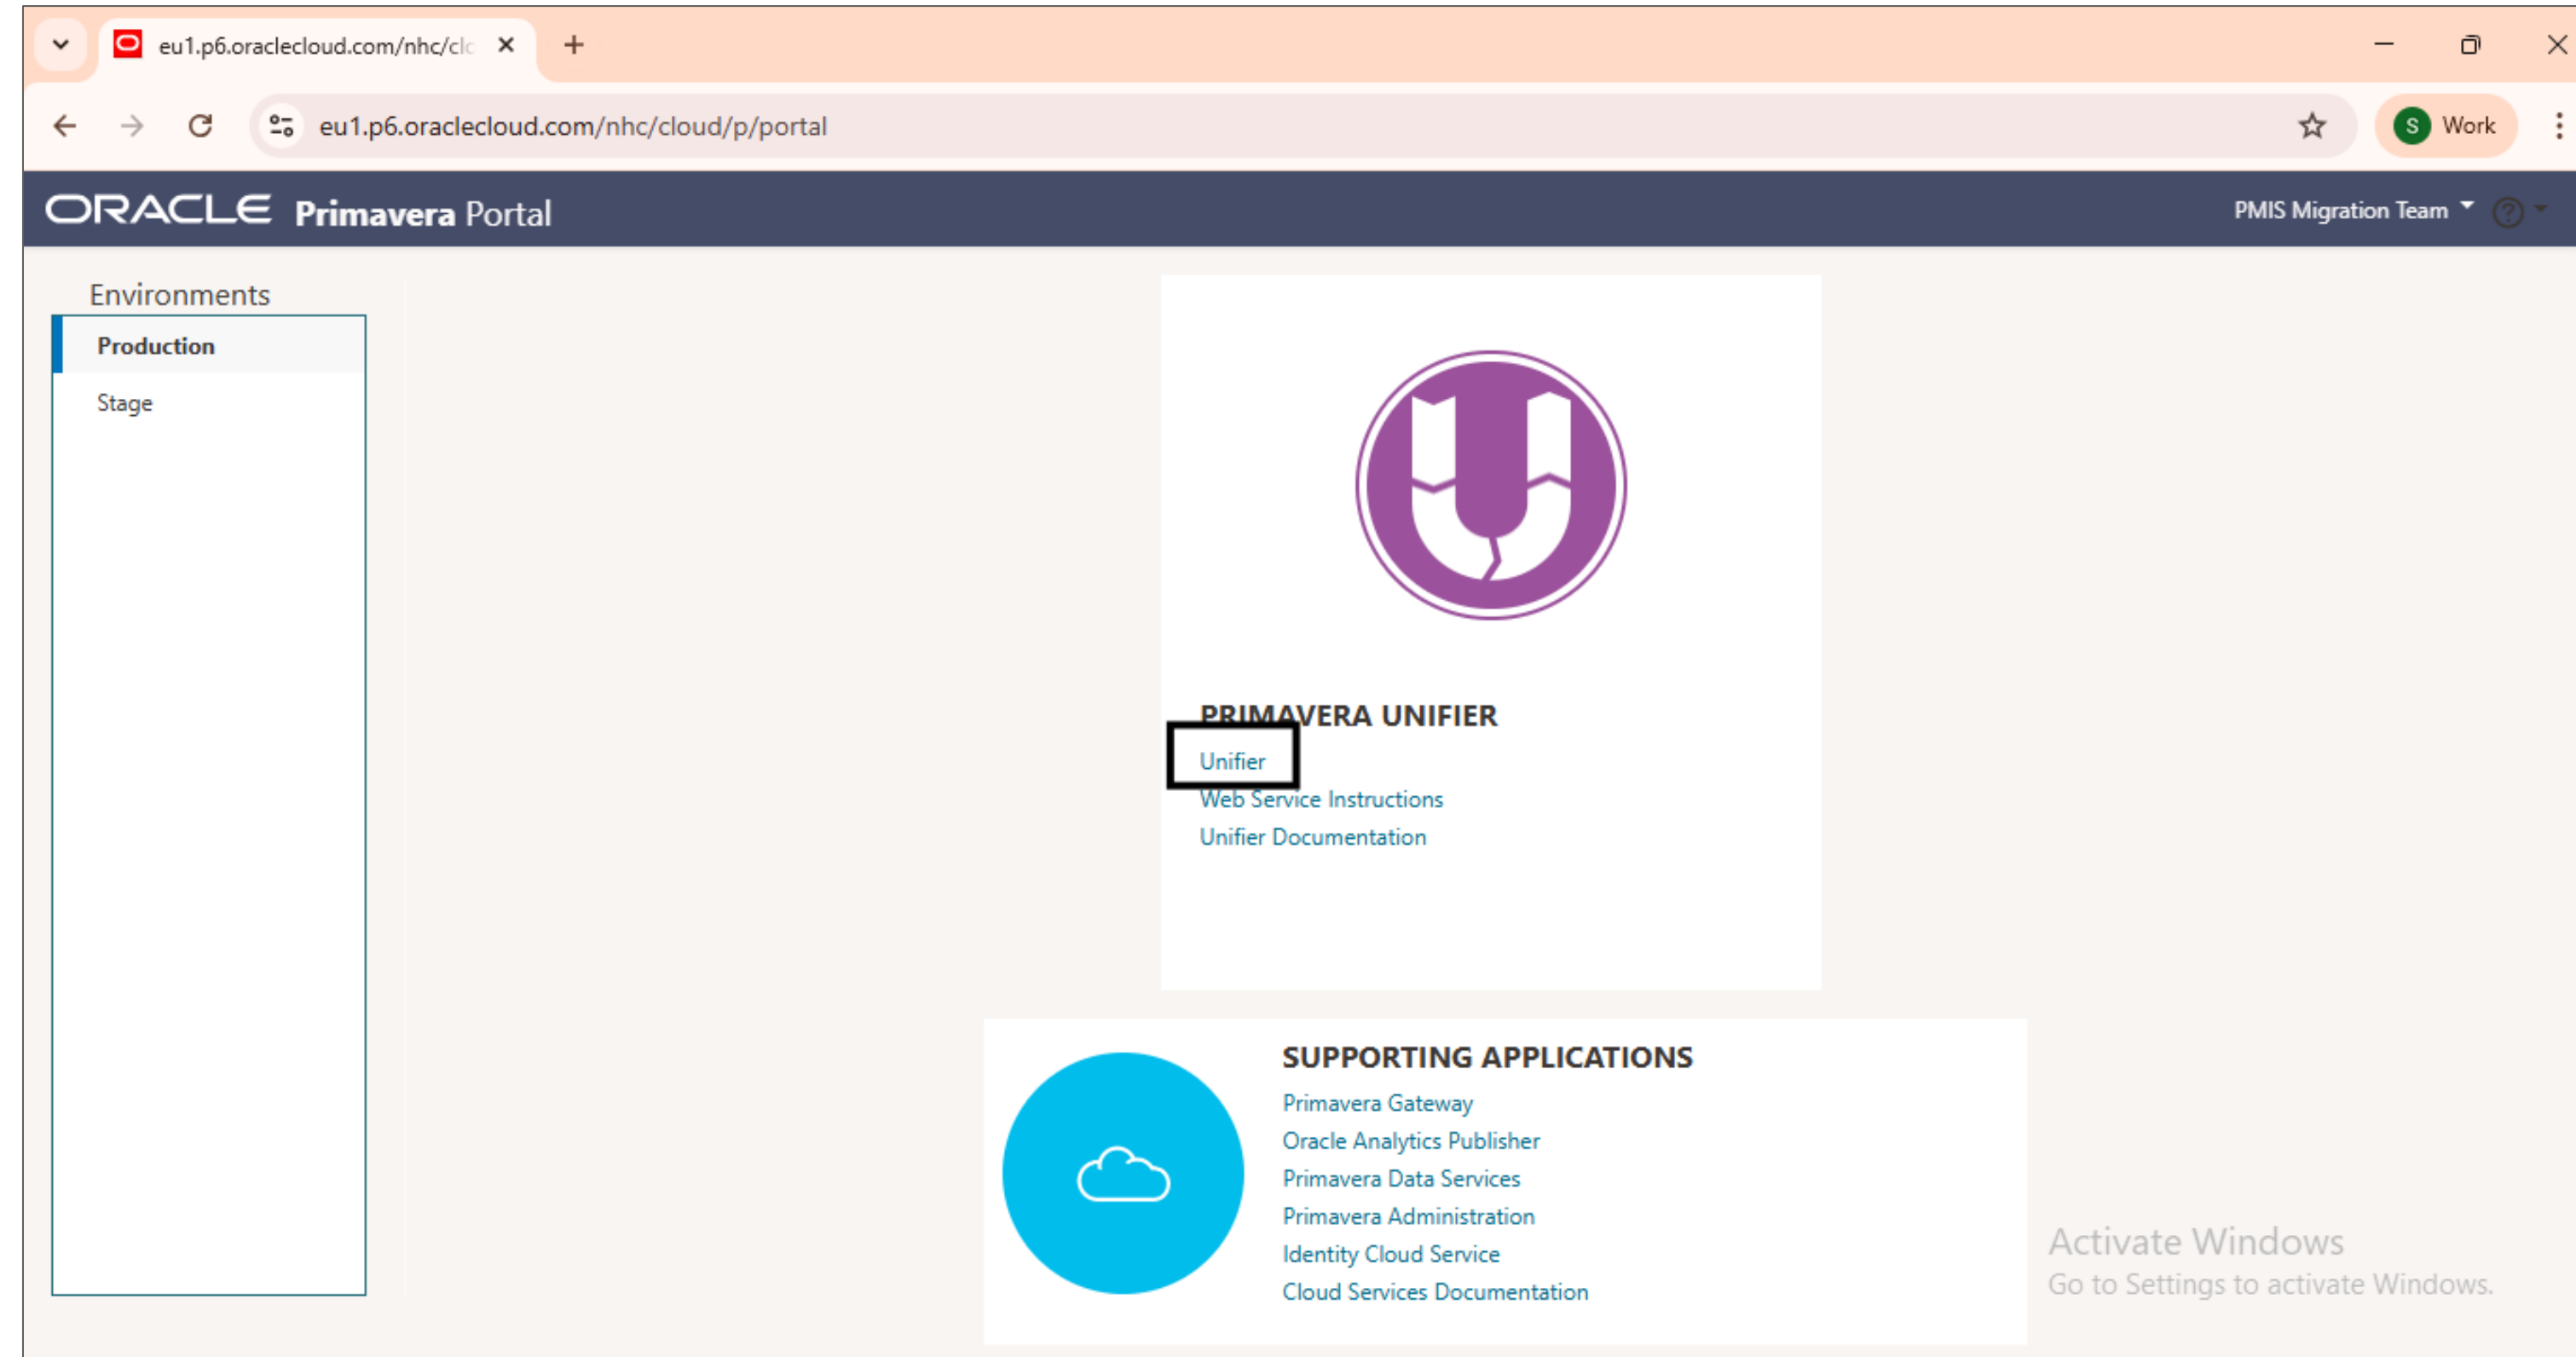 eu1.p6.oraclecloud.com/nhc/clo
eu1.p6.oraclecloud.com/nhc/cloud/p/portal
S Work
ORACLE Primavera Portal
PMIS Migration Team
Environments
Production
Stage
PRIMAVERA UNIFIER
Unifier
Web Service Instructions
Unifier Documentation
SUPPORTING APPLICATIONS
Primavera Gateway
Oracle Analytics Publisher
Primavera Data Services
Primavera Administration
Identity Cloud Service
Cloud Services Documentation
Activate Windows
Go to Settings to activate Windows.